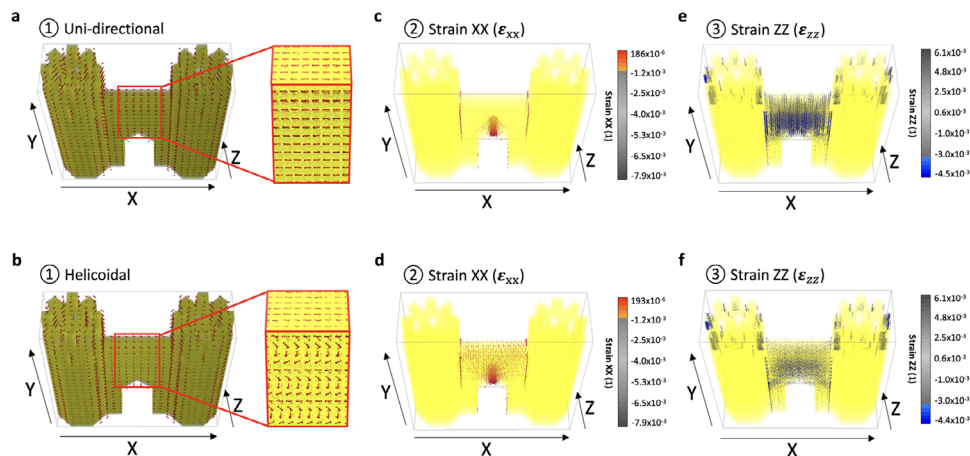 a
① Uni-directional
Y
X
Z
c
② Strain XX (εxx)
X
Y
Z
186x10-6
-1.2x10-3
-2.5x10-3
-4.0x10-3
-5.3x10-3
-6.5x10-3
-7.9x10-3
Strain XX (1)
e
③ Strain ZZ (εzz)
Y
X
Z
6.1x10-3
4.8x10-3
3.0x10-3
0.6x10-3
-1.0x10-3
-3.0x10-3
-4.5x10-3
Strain ZZ (1)
b
① Helicoidal
Y
X
Z
d
② Strain XX (εxx)
Y
X
Z
193x10-6
-1.2x10-3
-2.5x10-3
-4.0x10-3
-5.5x10-3
-6.5x10-3
-7.9x10-3
Strain XX (1)
f
③ Strain ZZ (εzz)
Y
X
Z
6.1x10-3
4.8x10-3
3.0x10-3
0.6x10-3
-1.0x10-3
-3.0x10-3
-4.4x10-3
Strain ZZ (1)